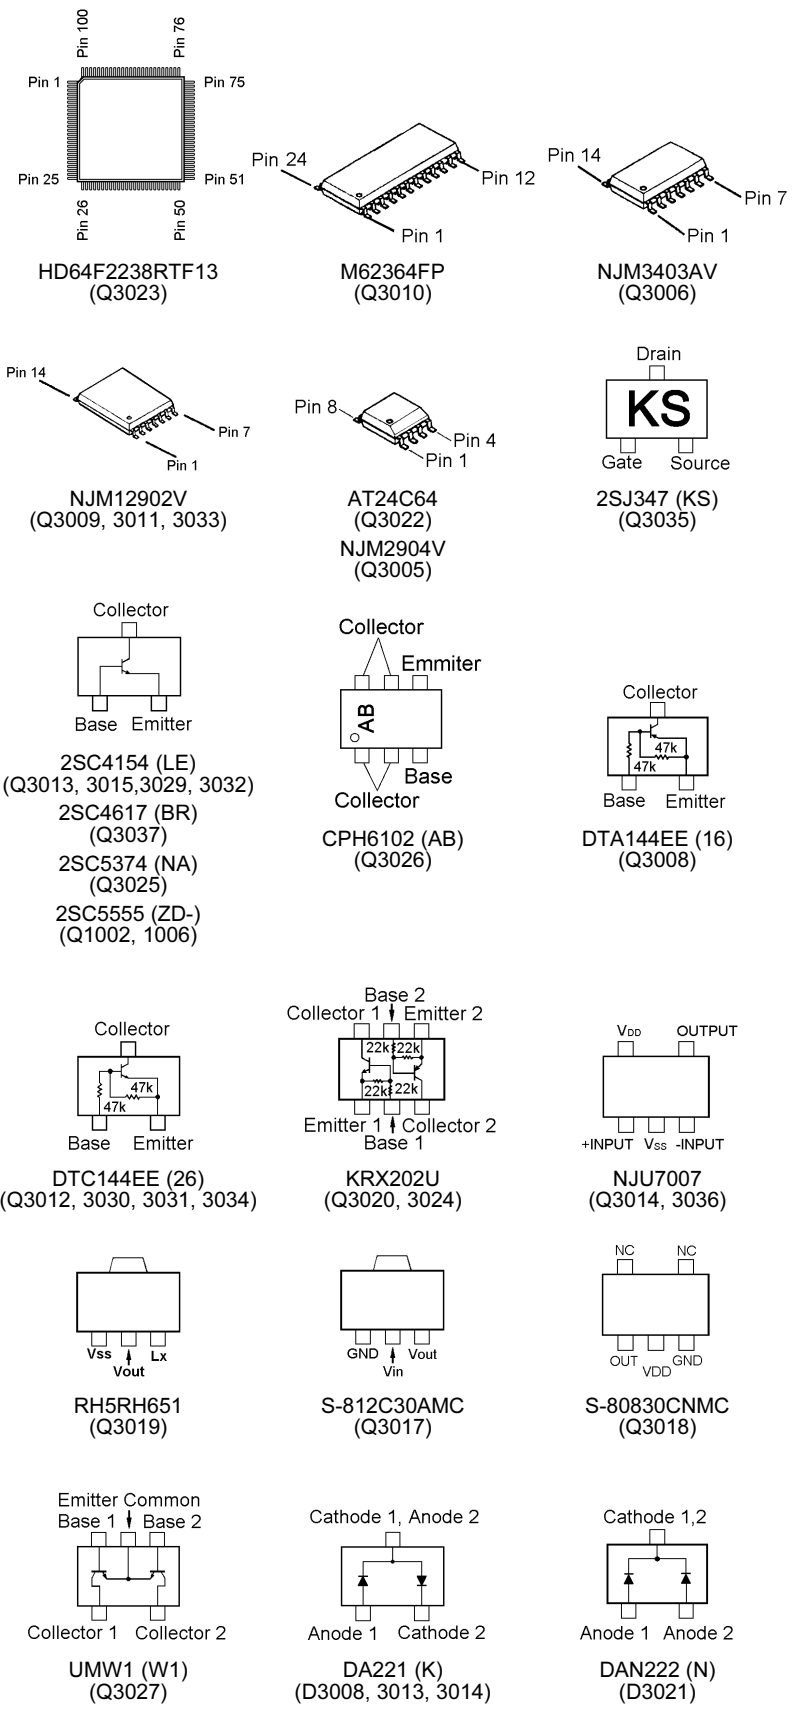 Pin 100
Pin 76
Pin 1
Pin 75
Pin 25
Pin 51
Pin 26
Pin 50
HD64F2238RTF13
(Q3023)
Pin 24
Pin 12
Pin 1
M62364FP
(Q3010)
Pin 14
Pin 7
Pin 1
NJM3403AV
(Q3006)
Pin 14
Pin 7
Pin 1
NJM12902V
(Q3009, 3011, 3033)
Pin 8
Pin 4
Pin 1
AT24C64
(Q3022)
NJM2904V
(Q3005)
Drain
KS
Gate Source
2SJ347 (KS)
(Q3035)
Collector
Base Emitter
2SC4154 (LE)
(Q3013, 3015,3029, 3032)
2SC4617 (BR)
(Q3037)
2SC5374 (NA)
(Q3025)
2SC5555 (ZD-)
(Q1002, 1006)
Collector
Emmiter
AB
Base
Collector
CPH6102 (AB)
(Q3026)
Collector
47k
47k
Base Emitter
DTA144EE (16)
(Q3008)
Collector
47k
47k
Base Emitter
DTC144EE (26)
(Q3012, 3030, 3031, 3034)
Base 2
Collector 1 Emitter 2
22k 22k
22k 22k
Emitter 1 Collector 2
Base 1
KRX202U
(Q3020, 3024)
VDD OUTPUT
+INPUT Vss -INPUT
NJU7007
(Q3014, 3036)
Vss Lx
Vout
RH5RH651
(Q3019)
GND Vout
Vin
S-812C30AMC
(Q3017)
NC NC
OUT VDD GND
S-80830CNMC
(Q3018)
Emitter Common
Base 1 Base 2
Collector 1 Collector 2
UMW1 (W1)
(Q3027)
Cathode 1, Anode 2
Anode 1 Cathode 2
DA221 (K)
(D3008, 3013, 3014)
Cathode 1,2
Anode 1 Anode 2
DAN222 (N)
(D3021)